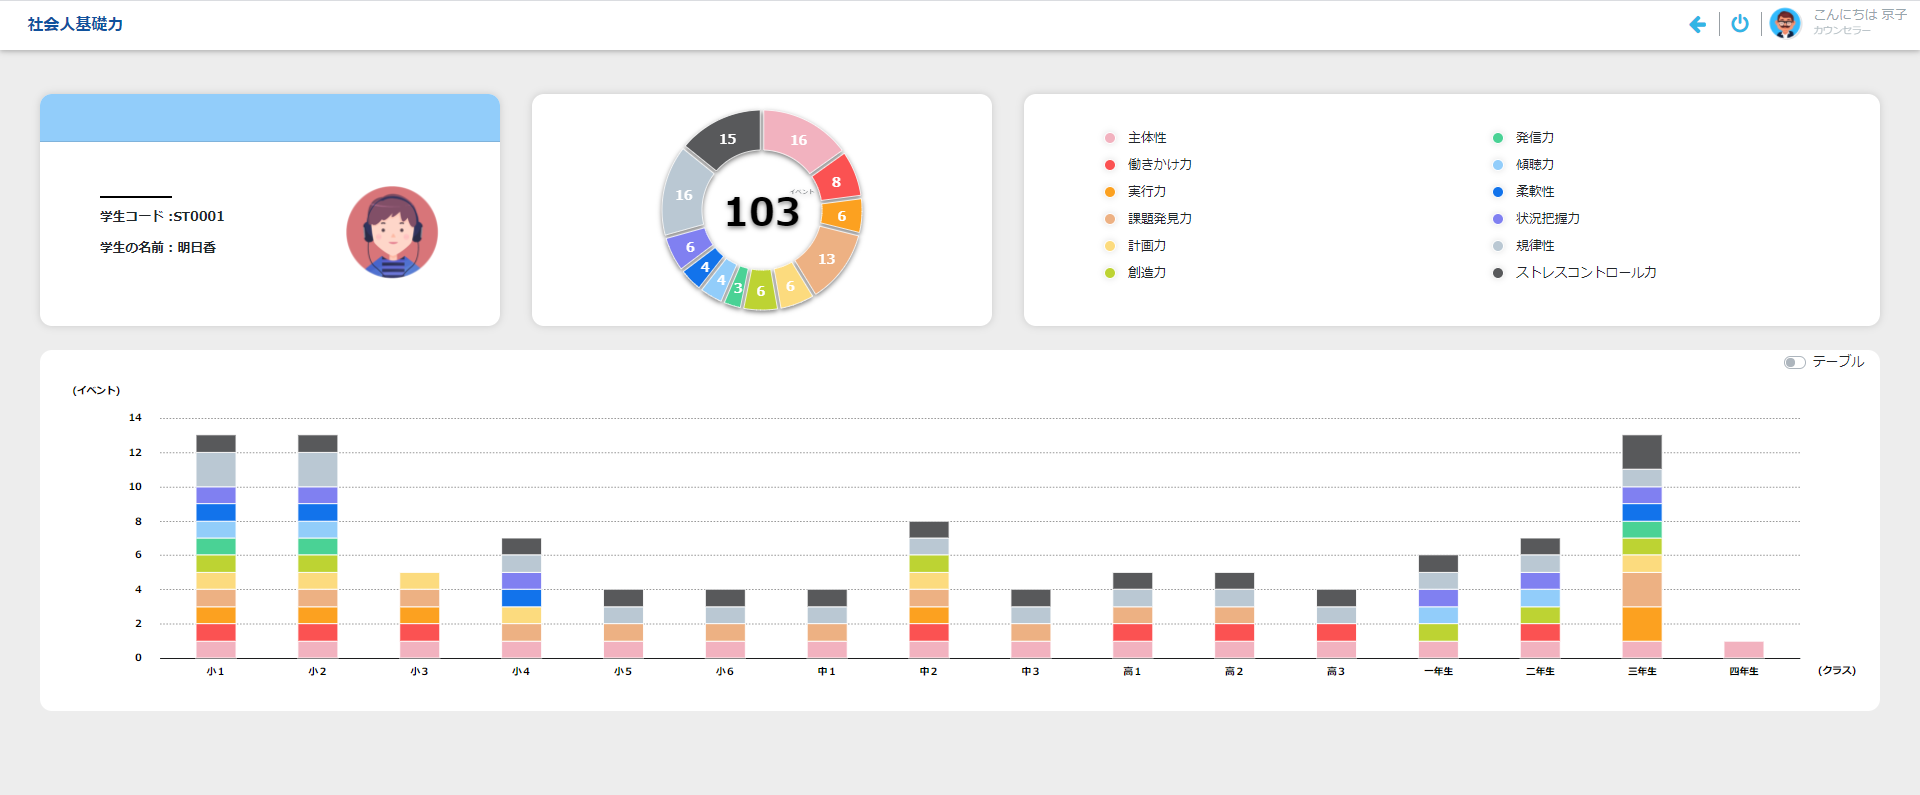 社会人基礎力
こんにちは 京子
カウンセラー
学生コード :ST0001
学生の名前 : 明日香
15
16
16
8
イベント
103
6
6
13
4
4
3
6
6
主体性
働きかけ力
実行力
課題発見力
計画力
創造力
発信力
傾聴力
柔軟性
状況把握力
規律性
ストレスコントロール力
テーブル
(イベント)
14
12
10
8
6
4
2
0
小1 小2 小3 小4 小5 小6 中1 中2 中3 高1 高2 高3 一年生 二年生 三年生 四年生 (クラス)